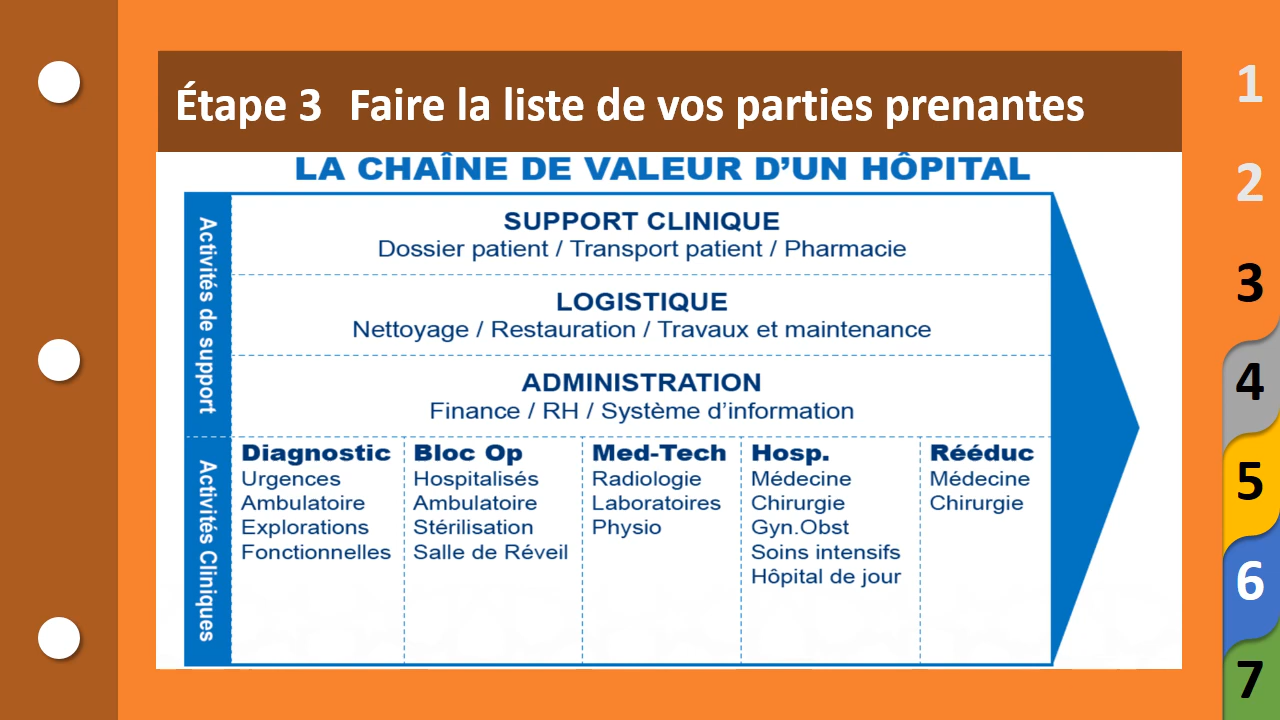 Étape 3 Faire la liste de vos parties prenantes
LA CHAÎNE DE VALEUR D'UN HÔPITAL
Activités de support
SUPPORT CLINIQUE
Dossier patient / Transport patient / Pharmacie
LOGISTIQUE
Nettoyage / Restauration / Travaux et maintenance
ADMINISTRATION
Finance / RH / Système d'information
Activités Cliniques
Diagnostic
Urgences
Ambulatoire
Explorations
Fonctionnelles
Bloc Op
Hospitalisés
Ambulatoire
Stérilisation
Salle de Réveil
Med-Tech
Radiologie
Laboratoires
Physio
Hosp.
Médecine
Chirurgie
Gyn.Obst
Soins intensifs
Hôpital de jour
Rééduc
Médecine
Chirurgie
1
2
3
4
5
6
7